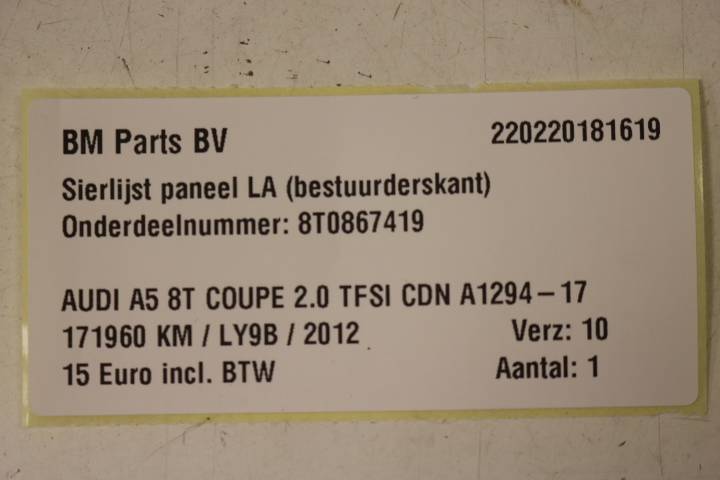 BM Parts BV 220220181619
Sierlijst paneel LA (bestuurderskant)
Onderdeelnummer: 8T0867419
AUDI A5 8T COUPE 2.0 TFSI CDN A1294-17
171960 KM / LY9B / 2012 Verz: 10
15 Euro incl. BTW Aantal: 1